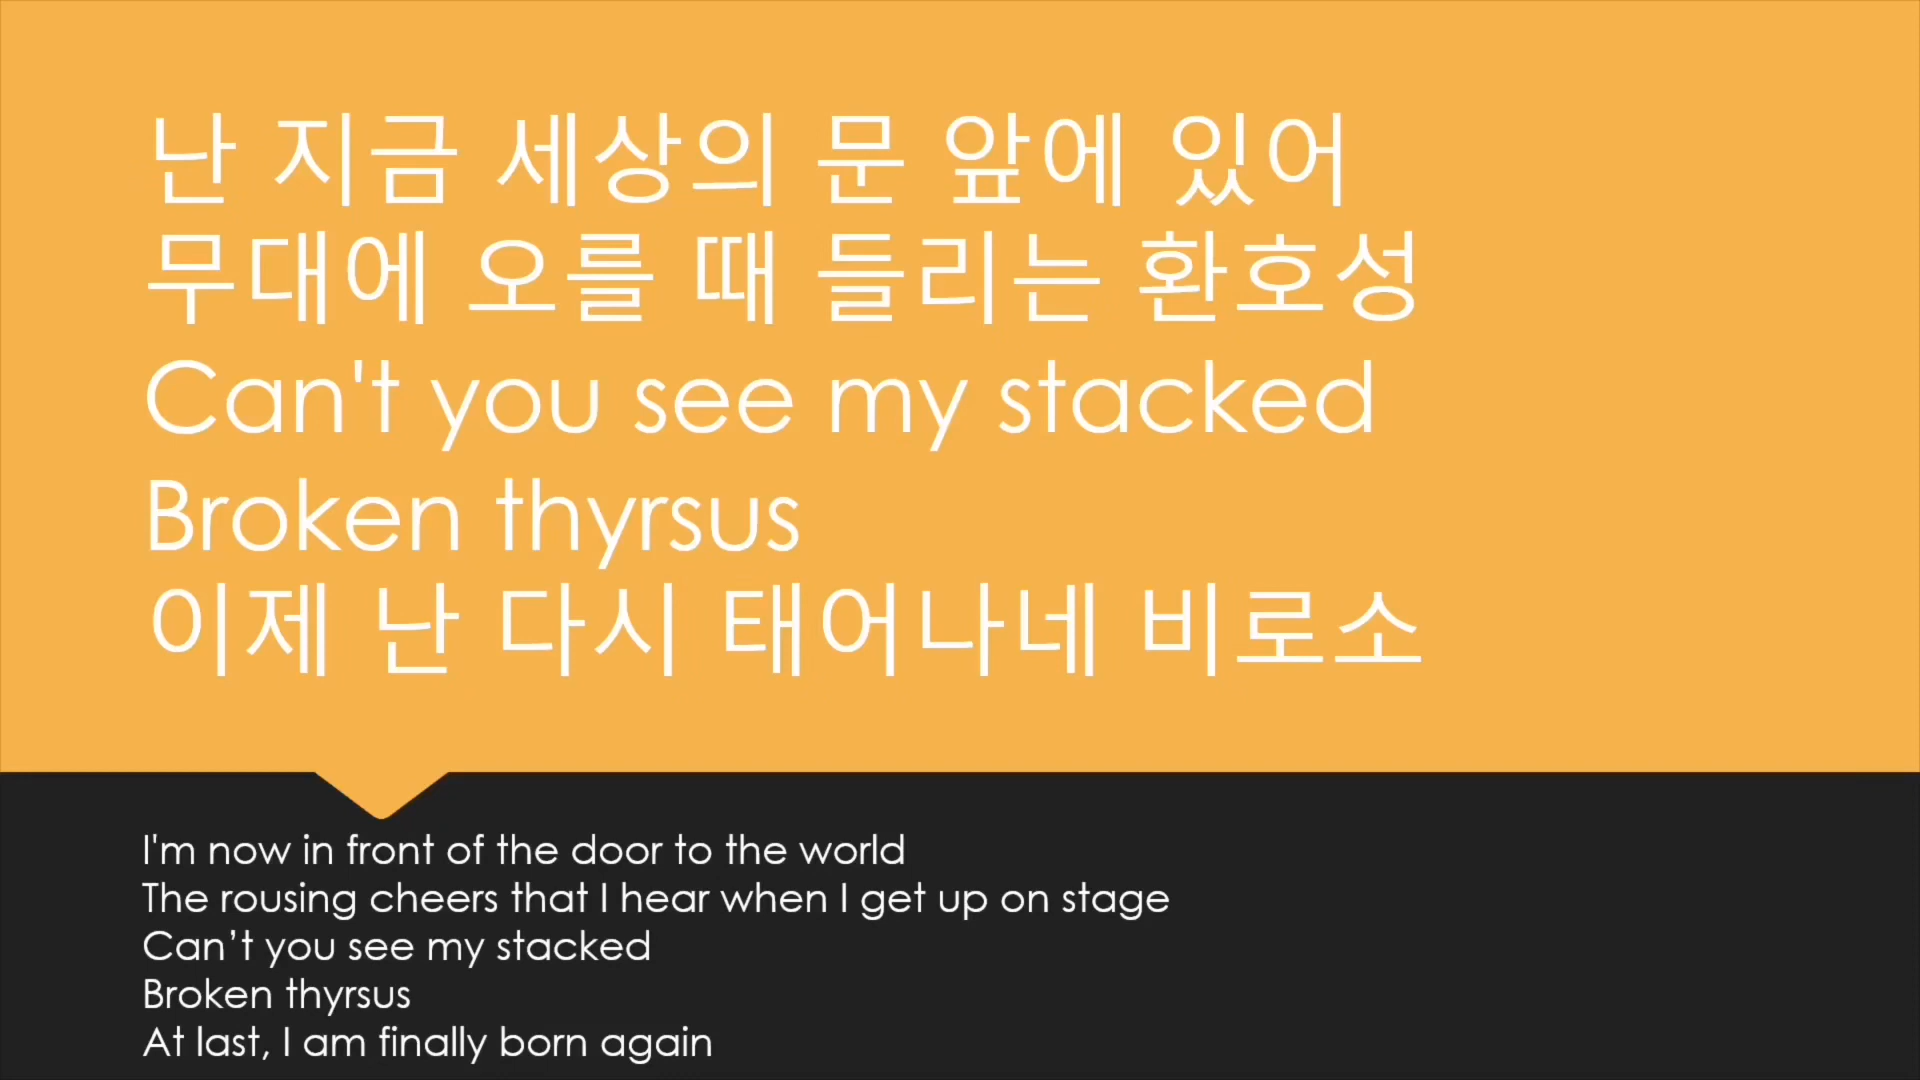 난 지금 세상의 문 앞에 있어
무대에 오를 때 들리는 환호성
Can't you see my stacked
Broken thyrsus
이제 난 다시 태어나네 비로소
I'm now in front of the door to the world
The rousing cheers that I hear when I get up on stage
Can’t you see my stacked
Broken thyrsus
At last, I am finally born again